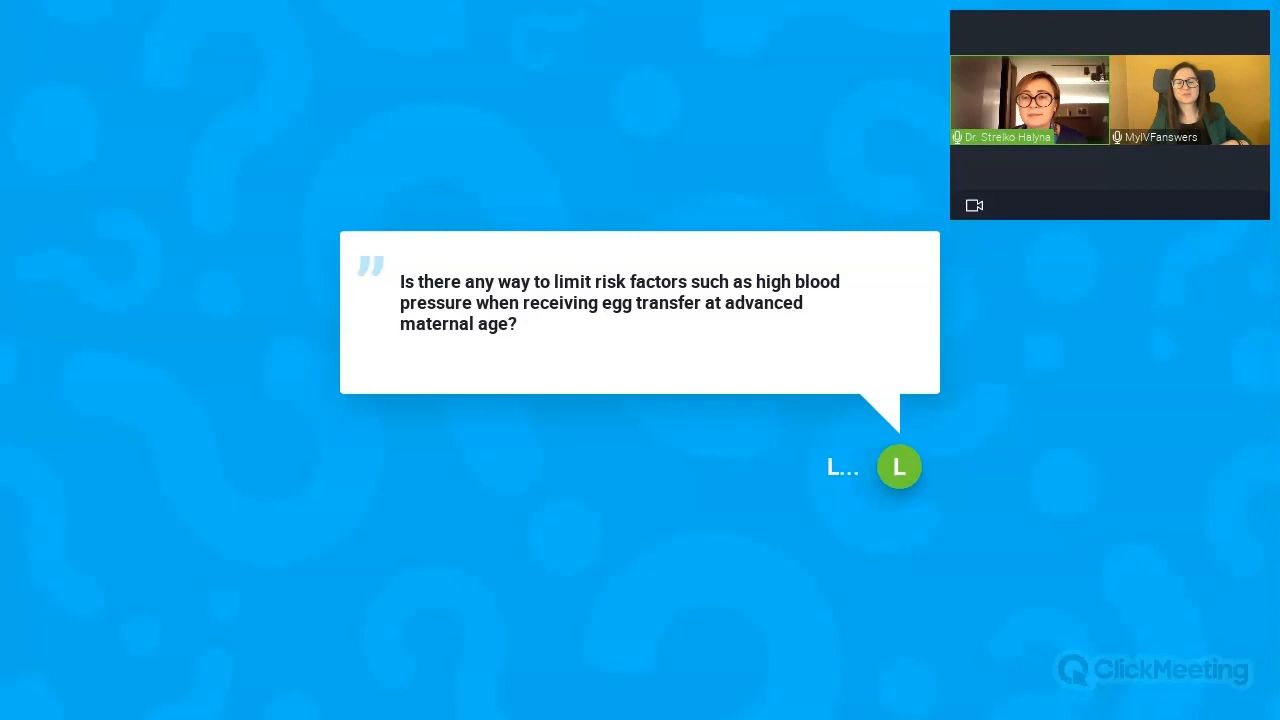 Dr. Strelko Halyna
MyIVFanswers
Is there any way to limit risk factors such as high blood
pressure when receiving egg transfer at advanced
maternal age?
L...
L
ClickMeeting